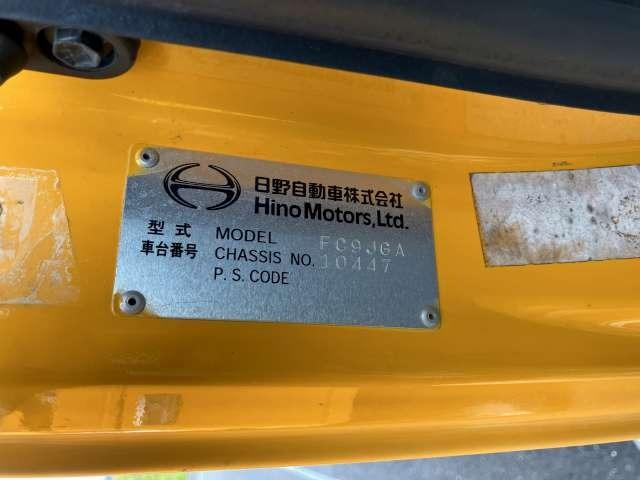 日野自動車株式会社
Hino Motors, Ltd.
型式 MODEL FC9J6A
車台番号 CHASSIS NO. 10447
P. S. CODE